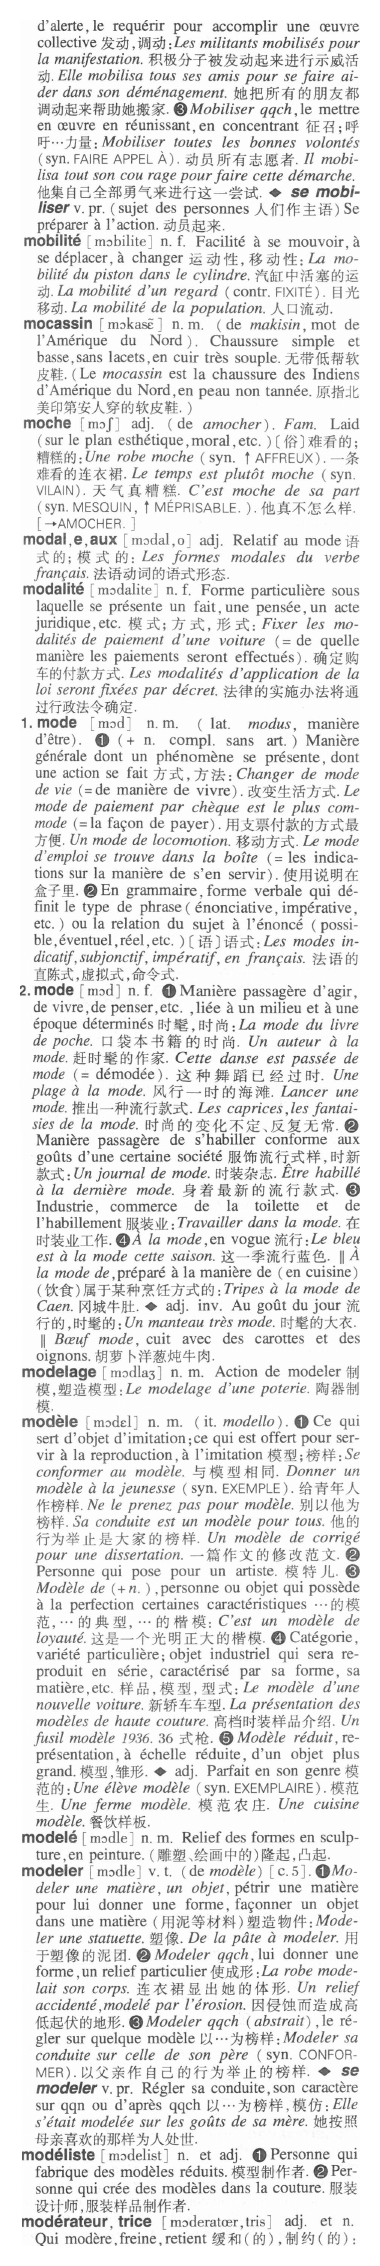 d'alerte, le requérir pour accomplir une œuvre
collective 发动,调动:Les militants mobilisés pour
la manifestation. 积极分子被发动起来进行示威活
动. Elle mobilisa tous ses amis pour se faire ai-
der dans son déménagement. 她把所有的朋友都
调动起来帮助她搬家. ❸ Mobiliser qqch, le mettre
en œuvre en réunissant, en concentrant 征召;呼
吁…力量: Mobiliser toutes les bonnes volontés
(syn. FAIRE APPEL À). 动员所有志愿者. Il mobi-
lisa tout son cou rage pour faire cette démarche.
他集自己全部勇气来进行这一尝试. ◆ se mobi-
liser v. pr. (sujet des personnes 人们作主语) Se
préparer à l'action. 动员起来.
mobilité [mɔbilite] n. f. Facilité à se mouvoir, à
se déplacer, à changer 运动性,移动性: La mo-
bilité du piston dans le cylindre. 汽缸中活塞的运
动. La mobilité d'un regard (contr. FIXITÉ). 目光
移动. La mobilité de la population. 人口流动.
mocassin [mɔkasɛ̃] n. m. (de makisin, mot de
l'Amérique du Nord). Chaussure simple et
basse, sans lacets, en cuir très souple. 无带低帮软
皮鞋. (Le mocassin est la chaussure des Indiens
d'Amérique du Nord, en peau non tannée. 原指北
美印第安人穿的软皮鞋.)
moche [mɔʃ] adj. (de amocher). Fam. Laid
(sur le plan esthétique, moral, etc.)〔俗〕难看的;
糟糕的: Une robe moche (syn. ↑ AFFREUX). 一条
难看的连衣裙. Le temps est plutôt moche (syn.
VILAIN). 天气真糟糕. C'est moche de sa part
(syn. MESQUIN, ↑ MÉPRISABLE.). 他真不怎么样.
[→AMOCHER.]
modal, e, aux [mɔdal, o] adj. Relatif au mode 语
式的; 模式的: Les formes modales du verbe
français. 法语动词的语式形态.
modalité [mɔdalite] n. f. Forme particulière sous
laquelle se présente un fait, une pensée, un acte
juridique, etc. 模式; 方式, 形式: Fixer les mo-
dalités de paiement d'une voiture (= de quelle
manière les paiements seront effectués). 确定购
车的付款方式. Les modalités d'application de la
loi seront fixées par décret. 法律的实施办法将通
过行政法令确定.
1. mode [mɔd] n. m. (lat. modus, manière
d'être). ❶ (+ n. compl. sans art.) Manière
générale dont un phénomène se présente, dont
une action se fait 方式,方法: Changer de mode
de vie (= de manière de vivre). 改变生活方式. Le
mode de paiement par chèque est le plus com-
mode (= la façon de payer). 用支票付款的方式最
方便. Un mode de locomotion. 移动方式. Le mode
d'emploi se trouve dans la boîte (= les indica-
tions sur la manière de s'en servir). 使用说明在
盒子里. ❷ En grammaire, forme verbale qui dé-
finit le type de phrase (énonciative, impérative,
etc.) ou la relation du sujet à l'énoncé (possi-
ble, éventuel, réel, etc.)〔语〕语式: Les modes in-
dicatif, subjonctif, impératif, en français. 法语的
直陈式,虚拟式,命令式.
2. mode [mɔd] n. f. ❶ Manière passagère d'agir,
de vivre, de penser, etc., liée à un milieu et à une
époque déterminés 时髦,时尚: La mode du livre
de poche. 口袋本书籍的时尚. Un auteur à la
mode. 赶时髦的作家. Cette danse est passée de
mode (= démodée). 这种舞蹈已经过时. Une
plage à la mode. 风行一时的海滩. Lancer une
mode. 推出一种流行款式. Les caprices, les fantai-
sies de la mode. 时尚的变化不定、反复无常. ❷
Manière passagère de s'habiller conforme aux
goûts d'une certaine société 服饰流行式样,时新
款式: Un journal de mode. 时装杂志. Être habillé
à la dernière mode. 身着最新的流行款式. ❸
Industrie, commerce de la toilette et de
l'habillement 服装业: Travailler dans la mode. 在
时装业工作. ❹ À la mode, en vogue 流行: Le bleu
est à la mode cette saison. 这一季流行蓝色. ‖ À
la mode de, préparé à la manière de (en cuisine)
(饮食)属于某种烹饪方式的: Tripes à la mode de
Caen. 冈城牛肚. ◆ adj. inv. Au goût du jour 流
行的,时髦的: Un manteau très mode. 时髦的大衣.
‖ Bœuf mode, cuit avec des carottes et des
oignons. 胡萝卜洋葱炖牛肉.
modelage [mɔdlaʒ] n. m. Action de modeler 制
模,塑造模型: Le modelage d'une poterie. 陶器制
模.
modèle [mɔdɛl] n. m. (it. modello). ❶ Ce qui
sert d'objet d'imitation; ce qui est offert pour ser-
vir à la reproduction, à l'imitation 模型;榜样: Se
conformer au modèle. 与模型相同. Donner un
modèle à la jeunesse (syn. EXEMPLE). 给青年人
作榜样. Ne le prenez pas pour modèle. 别以他为
榜样. Sa conduite est un modèle pour tous. 他的
行为举止是大家的榜样. Un modèle de corrigé
pour une dissertation. 一篇作文的修改范文. ❷
Personne qui pose pour un artiste. 模特儿. ❸
Modèle de (+ n.), personne ou objet qui possède
à la perfection certaines caractéristiques …的模
范, …的典型, …的楷模: C'est un modèle de
loyauté. 这是一个光明正大的楷模. ❹ Catégorie,
variété particulière; objet industriel qui sera re-
produit en série, caractérisé par sa forme, sa
matière, etc. 样品, 模型, 型式: Le modèle d'une
nouvelle voiture. 新轿车车型. La présentation des
modèles de haute couture. 高档时装样品介绍. Un
fusil modèle 1936. 36 式枪. ❺ Modèle réduit, re-
présentation, à échelle réduite, d'un objet plus
grand. 模型,雏形. ◆ adj. Parfait en son genre 模
范的: Une élève modèle (syn. EXEMPLAIRE). 模范
生. Une ferme modèle. 模范农庄. Une cuisine
modèle. 餐饮样板.
modelé [mɔdle] n. m. Relief des formes en sculp-
ture, en peinture. (雕塑、绘画中的)隆起,凸起.
modeler [mɔdle] v. t. (de modèle) [c. 5]. ❶ Mo-
deler une matière, un objet, pétrir une matière
pour lui donner une forme, façonner un objet
dans une matière (用泥等材料)塑造物件: Mode-
ler une statuette. 塑像. De la pâte à modeler. 用
于塑像的泥团. ❷ Modeler qqch, lui donner une
forme, un relief particulier 使成形: La robe mode-
lait son corps. 连衣裙显出她的体形. Un relief
accidenté, modelé par l'érosion. 因侵蚀而造成高
低起伏的地形. ❸ Modeler qqch (abstrait), le ré-
gler sur quelque modèle 以…为榜样: Modeler sa
conduite sur celle de son père (syn. CONFOR-
MER). 以父亲作自己的行为举止的榜样. ◆ se
modeler v. pr. Régler sa conduite, son caractère
sur qqn ou d'après qqch 以…为榜样,模仿: Elle
s'était modelée sur les goûts de sa mère. 她按照
母亲喜欢的那样为人处世.
modéliste [mɔdelist] n. et adj. ❶ Personne qui
fabrique des modèles réduits. 模型制作者. ❷ Per-
sonne qui crée des modèles dans la couture. 服装
设计师,服装样品制作者.
modérateur, trice [mɔderatœr, tris] adj. et n.
Qui modère, freine, retient 缓和(的),制约(的):